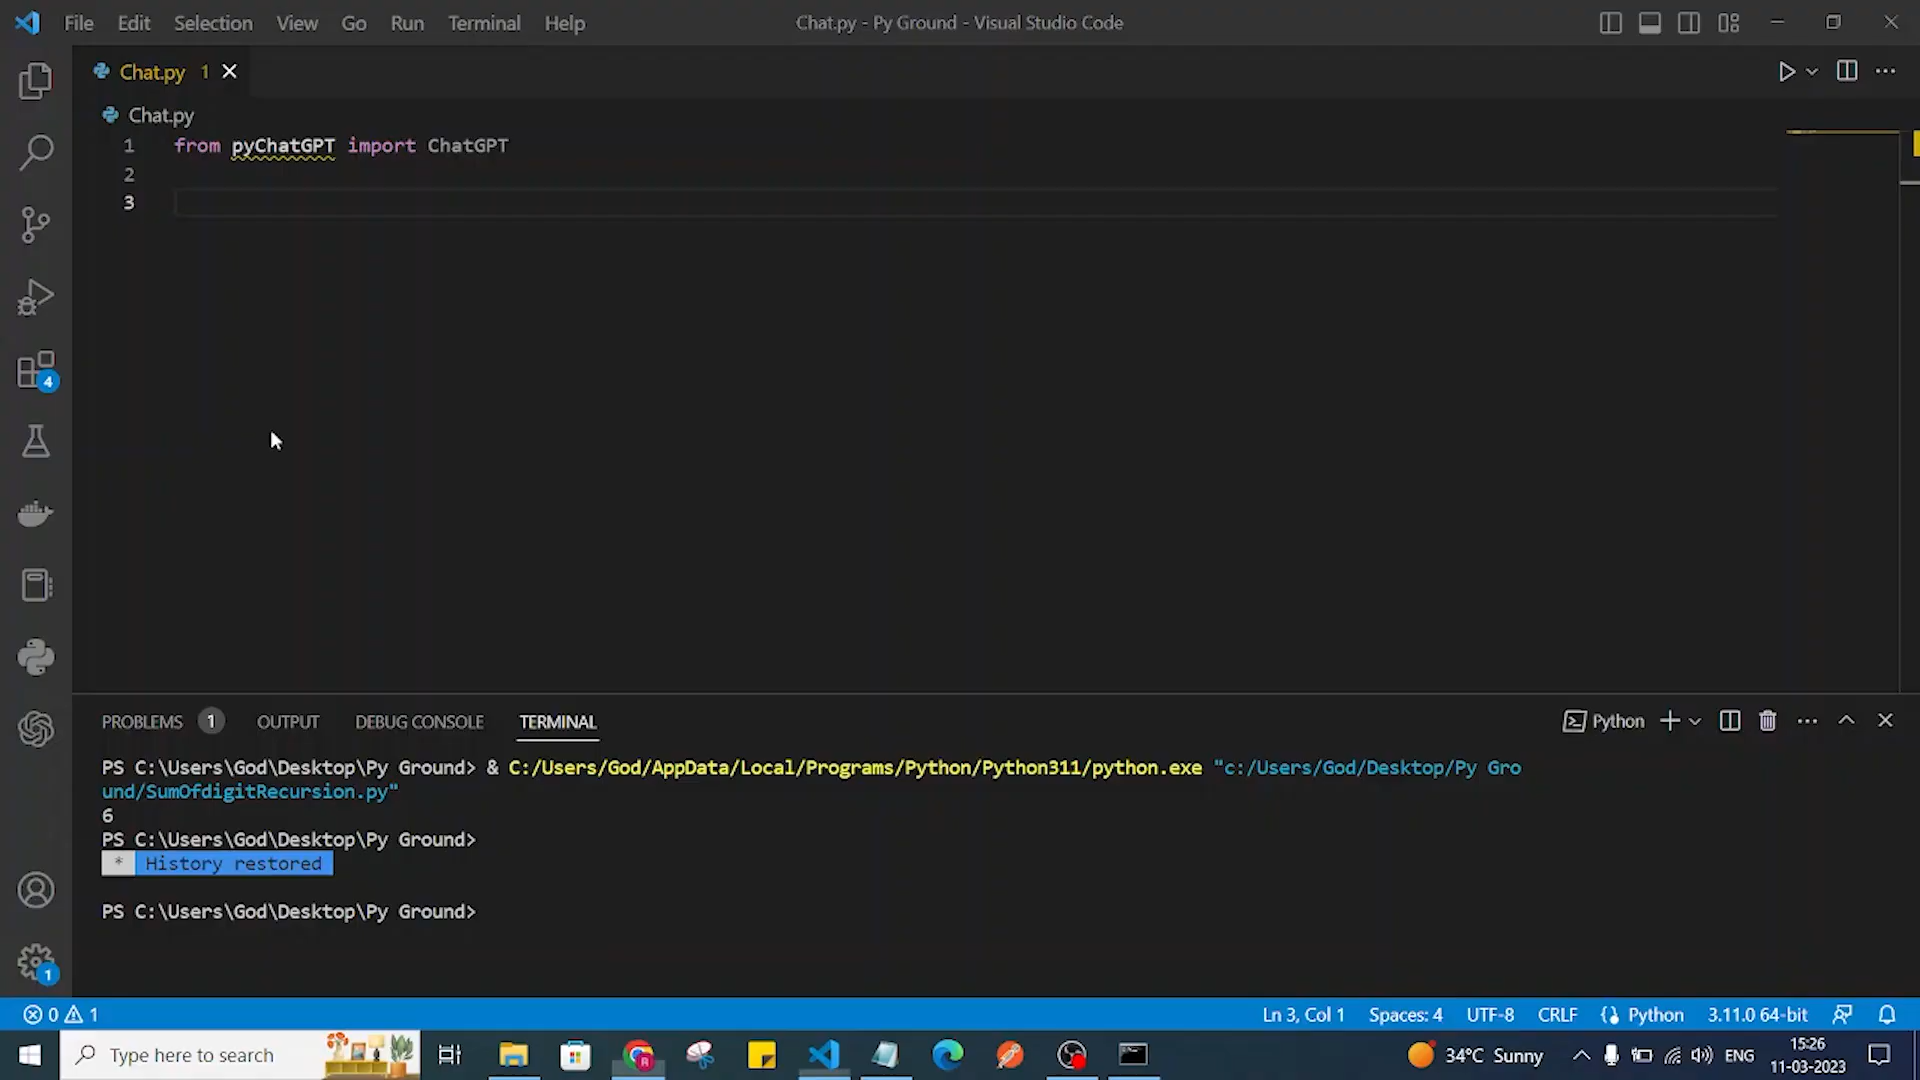 File Edit Selection View Go Run Terminal Help Chat.py - Py Ground - Visual Studio Code
Chat.py 1
Chat.py
1 from pyChatGPT import ChatGPT
2
3
4
PROBLEMS 1 OUTPUT DEBUG CONSOLE TERMINAL Python
PS C:\Users\God\Desktop\Py Ground> & C:/Users/God/AppData/Local/Programs/Python/Python311/python.exe "c:/Users/God/Desktop/Py Gro
und/SumOfdigitRecursion.py"
6
PS C:\Users\God\Desktop\Py Ground>
* History restored
PS C:\Users\God\Desktop\Py Ground>
1
0 1 Ln 3, Col 1 Spaces: 4 UTF-8 CRLF Python 3.11.0 64-bit
Type here to search 34°C Sunny ENG 15:26
11-03-2023